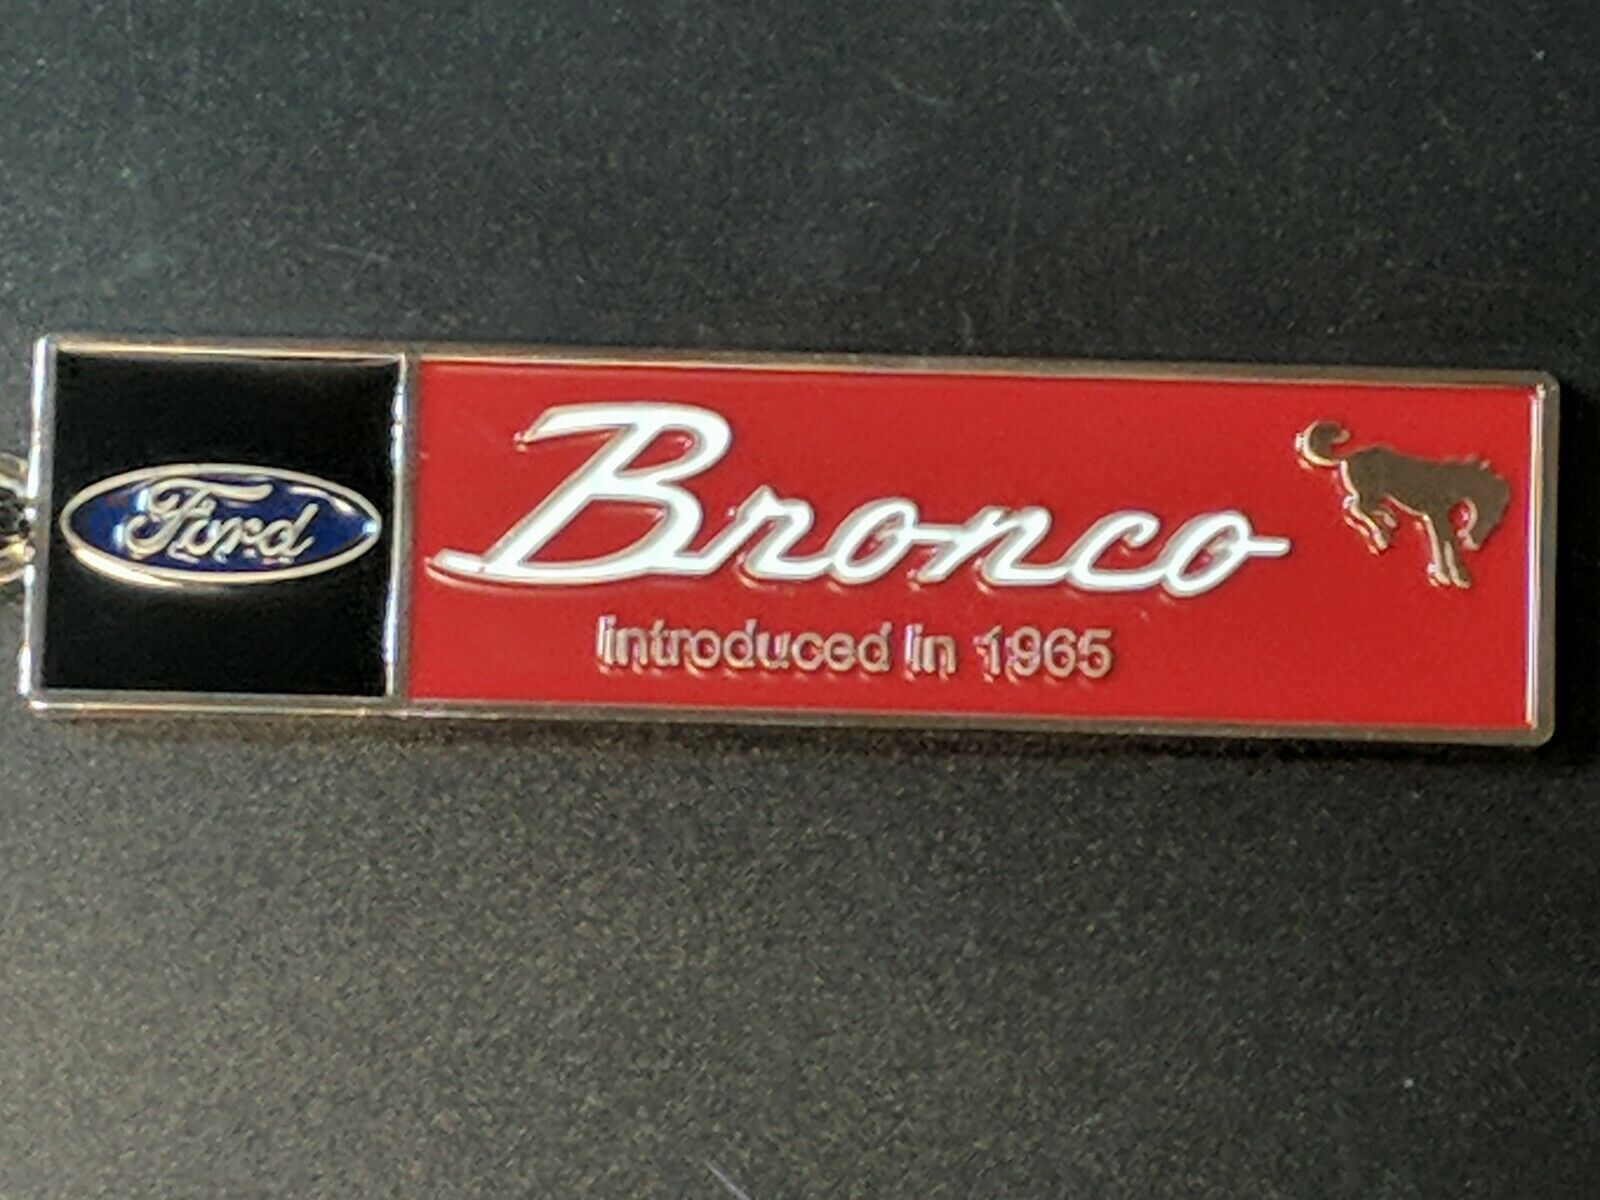 Ford
Bronco
introduced in 1965